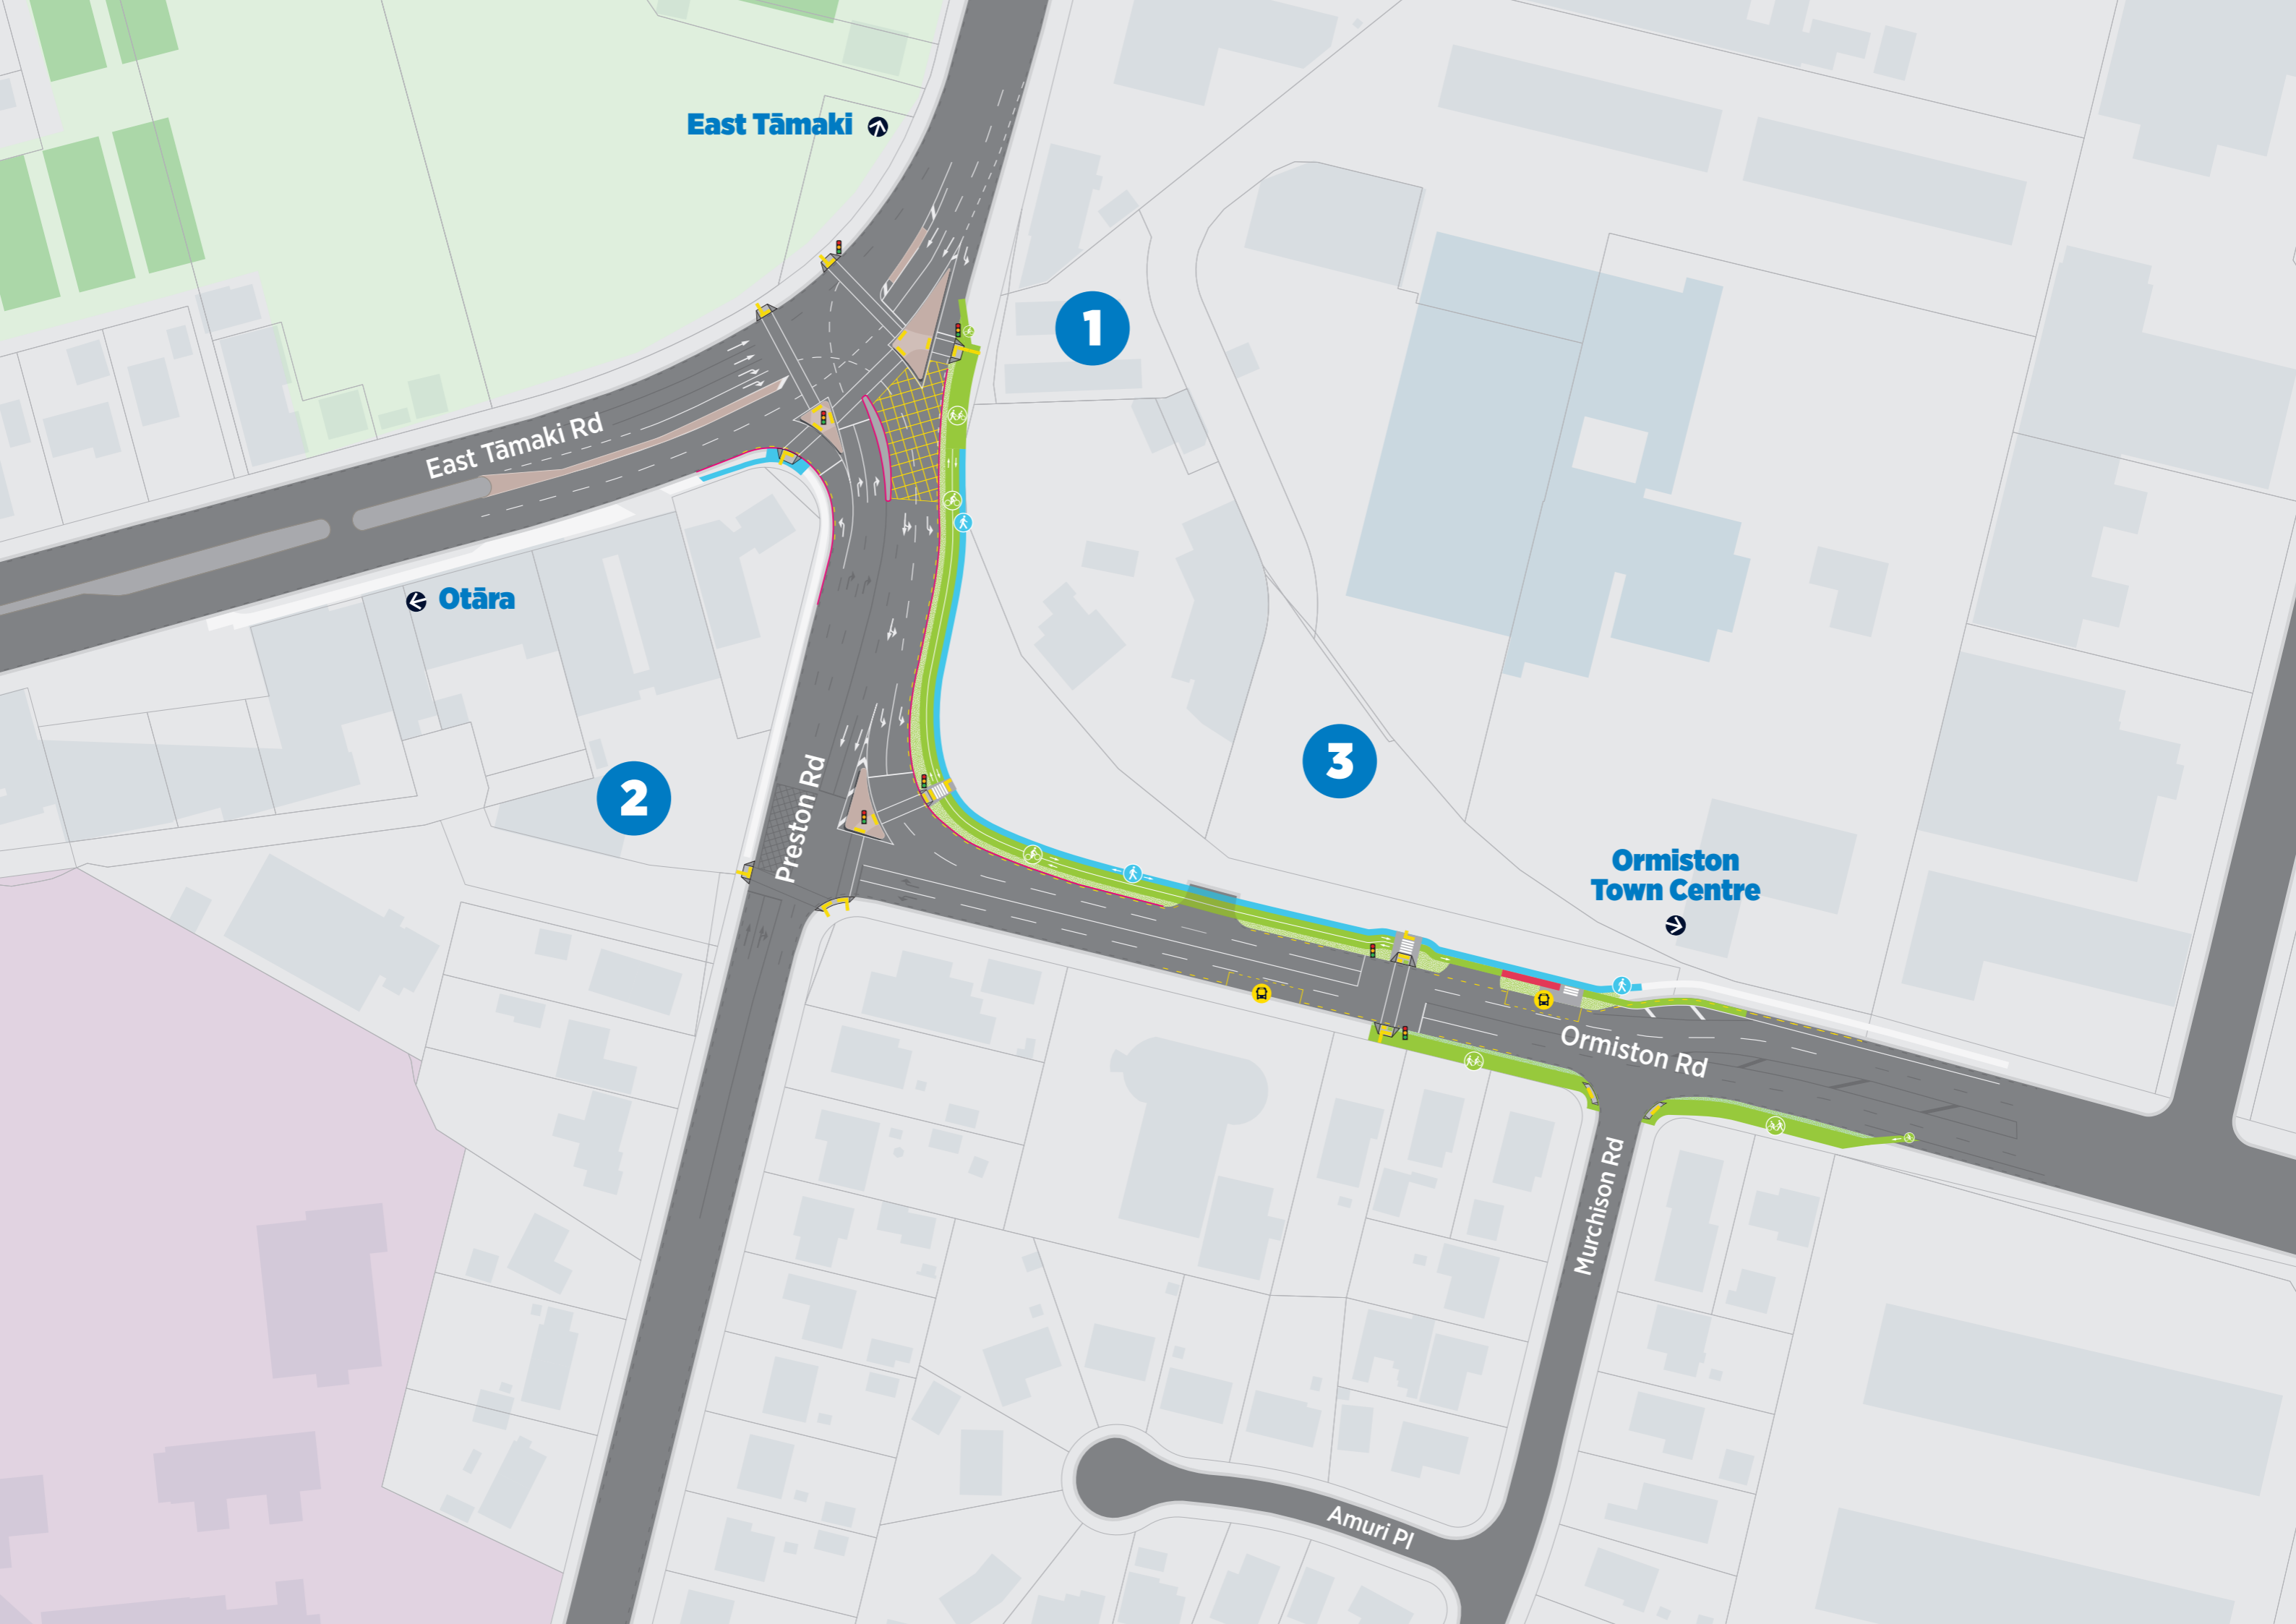 East Tāmaki
1
East Tāmaki Rd
Otāra
2
Preston Rd
3
Ormiston
Town Centre
Ormiston Rd
Murchison Rd
Amuri Pl